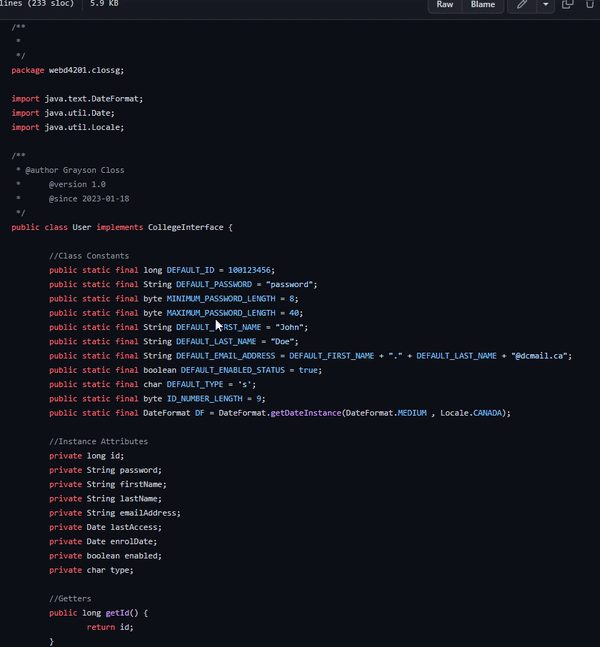 lines (233 sloc) 5.9 KB Raw Blame
/**
*
*/
package webd4201.clossg;
import java.text.DateFormat;
import java.util.Date;
import java.util.Locale;
/**
* @author Grayson Closs
* @version 1.0
* @since 2023-01-18
*/
public class User implements CollegeInterface {
//Class Constants
public static final long DEFAULT_ID = 100123456;
public static final String DEFAULT_PASSWORD = "password";
public static final byte MINIMUM_PASSWORD_LENGTH = 8;
public static final byte MAXIMUM_PASSWORD_LENGTH = 40;
public static final String DEFAULT_FIRST_NAME = "John";
public static final String DEFAULT_LAST_NAME = "Doe";
public static final String DEFAULT_EMAIL_ADDRESS = DEFAULT_FIRST_NAME + "." + DEFAULT_LAST_NAME + "@dcmail.ca";
public static final boolean DEFAULT_ENABLED_STATUS = true;
public static final char DEFAULT_TYPE = 's';
public static final byte ID_NUMBER_LENGTH = 9;
public static final DateFormat DF = DateFormat.getDateInstance(DateFormat.MEDIUM , Locale.CANADA);
//Instance Attributes
private long id;
private String password;
private String firstName;
private String lastName;
private String emailAddress;
private Date lastAccess;
private Date enrolDate;
private boolean enabled;
private char type;
//Getters
public long getId() {
return id;
}